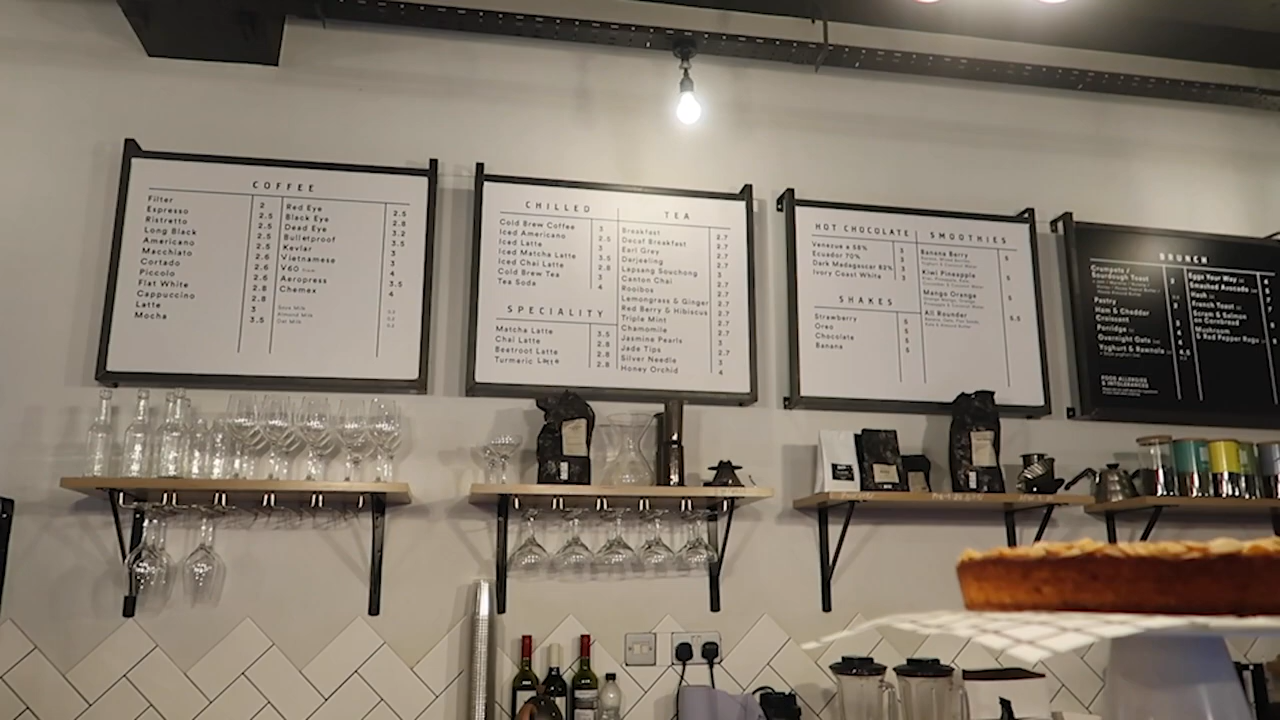 COFFEE
Filter 2
Espresso 2.5
Ristretto 2.5
Long Black 2.5
Americano 2.5
Macchiato 2.6
Cortado 2.6
Piccolo 2.6
Flat White 2.8
Cappuccino 2.8
Latte 3
Mocha 3.5
Red Eye 2.5
Black Eye 2.8
Dead Eye 3.2
Bulletproof 3.5
Kevlar 3
Vietnamese 3
V60 4
Aeropress 3.5
Chemex 4
Soya Milk
Almond Milk
Oat Milk
CHILLED
Cold Brew Coffee 3
Iced Americano 2.5
Iced Latte 3
Iced Matcha Latte 3.5
Iced Chai Latte 2.8
Cold Brew Tea 3
Tea Soda 4
SPECIALITY
Matcha Latte 3.5
Chai Latte 2.8
Beetroot Latte 2.8
Turmeric Latte 2.8
TEA
Breakfast 2.7
Decaf Breakfast 2.7
Earl Grey 2.7
Darjeeling 2.7
Lapsang Souchong 3
Canton Chai 2.7
Rooibos 2.7
Lemongrass & Ginger 2.7
Red Berry & Hibiscus 2.7
Triple Mint 2.7
Chamomile 2.7
Jasmine Pearls 3
Jade Tips 2.7
Silver Needle 3
Honey Orchid 4
HOT CHOCOLATE
Venezuela 58% 3
Ecuador 70% 3
Dark Madagascar 82% 3
Ivory Coast White 3
SHAKES
Strawberry 5
Oreo 5
Chocolate 5
Banana 5
SMOOTHIES
Banana Berry 5
Kiwi Pineapple 5
Mango Orange 5
All Rounder 5.5
BRUNCH
Crumpets /
Sourdough Toast
Pastry
Ham & Cheddar
Croissant
Porridge
Overnight Oats
Yoghurt & Granola 4.5
FOOD ALLERGIES
& INTOLERANCES
Eggs Your Way
Smashed Avocado
Hash
French Toast
Scram & Salmon
on Cornbread
Mushroom
& Red Pepper Ragu